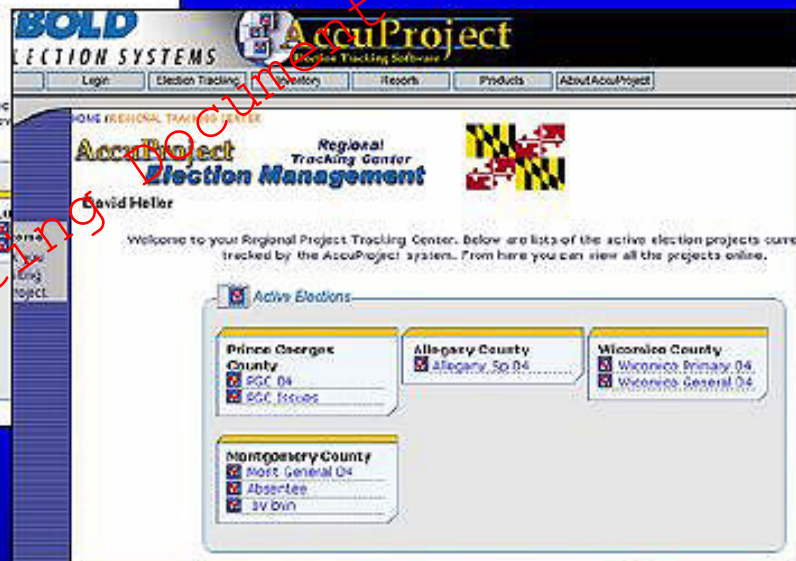 BOLD
LECTION SYSTEMS
AccuProject
Election Tracking Software
Login Election Tracking Inventory Reports Products About AccuProject
HOME / REGIONAL TRACKING CENTER
AccuProject
Regional
Tracking Center
Election Management
David Heller
Welcome to your Regional Project Tracking Center. Below are lists of the active election projects curre
tracked by the AccuProject system. From here you can view all the projects online.
Active Elections
Prince Georges
County
PGC 04
PGC Issues
Allegany County
Allegany Sp 04
Wicomico County
Wicomico Primary 04
Wicomico General 04
Montgomery County
Mont General 04
Absentee
ing Document